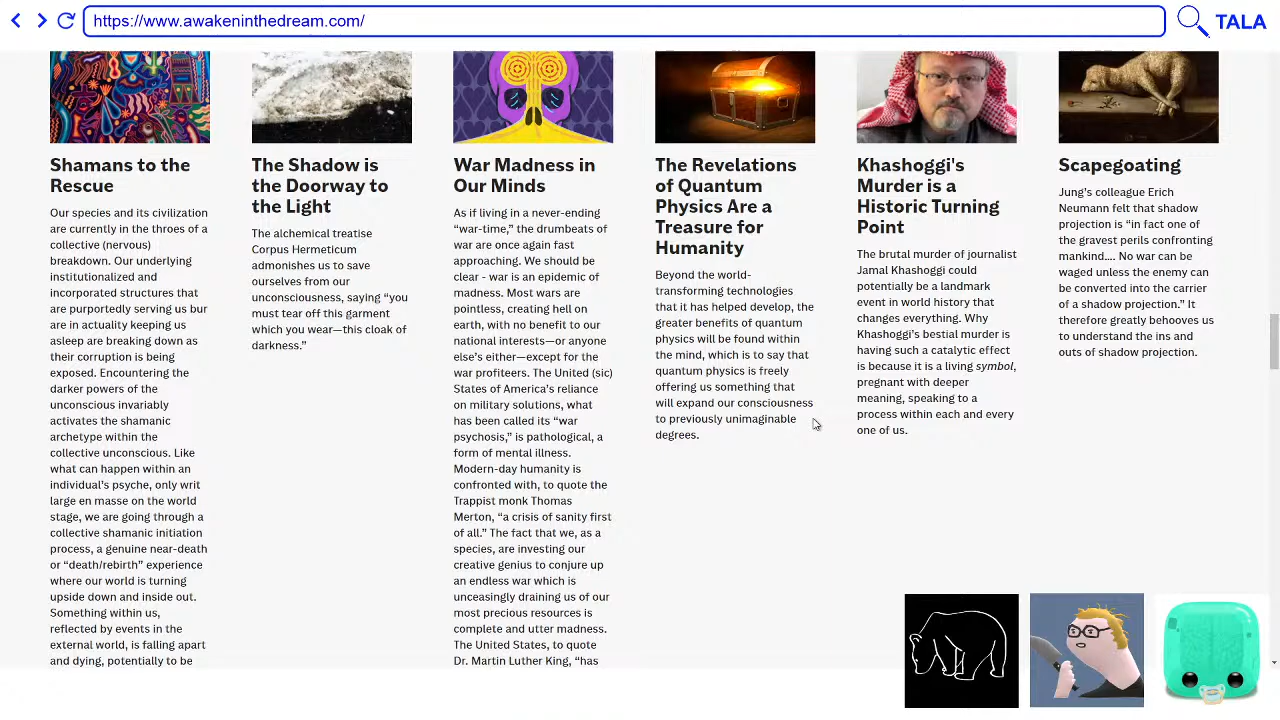 https://www.awakeninthedream.com/
TALA
Shamans to the
Rescue
Our species and its civilization
are currently in the throes of a
collective (nervous)
breakdown. Our underlying
institutionalized and
incorporated structures that
are purportedly serving us bur
are in actuality keeping us
asleep are breaking down as
their corruption is being
exposed. Encountering the
darker powers of the
unconscious invariably
activates the shamanic
archetype within the
collective unconscious. Like
what can happen within an
individual's psyche, only writ
large en masse on the world
stage, we are going through a
collective shamanic initiation
process, a genuine near-death
or “death/rebirth” experience
where our world is turning
upside down and inside out.
Something within us,
reflected by events in the
external world, is falling apart
and dying, potentially to be
The Shadow is
the Doorway to
the Light
The alchemical treatise
Corpus Hermeticum
admonishes us to save
ourselves from our
unconsciousness, saying “you
must tear off this garment
which you wear—this cloak of
darkness.”
War Madness in
Our Minds
As if living in a never-ending
“war-time,” the drumbeats of
war are once again fast
approaching. We should be
clear - war is an epidemic of
madness. Most wars are
pointless, creating hell on
earth, with no benefit to our
national interests—or anyone
else’s either—except for the
war profiteers. The United (sic)
States of America’s reliance
on military solutions, what
has been called its “war
psychosis,” is pathological, a
form of mental illness.
Modern-day humanity is
confronted with, to quote the
Trappist monk Thomas
Merton, “a crisis of sanity first
of all.” The fact that we, as a
species, are investing our
creative genius to conjure up
an endless war which is
unceasingly draining us of our
most precious resources is
complete and utter madness.
The United States, to quote
Dr. Martin Luther King, “has
The Revelations
of Quantum
Physics Are a
Treasure for
Humanity
Beyond the world-
transforming technologies
that it has helped develop, the
greater benefits of quantum
physics will be found within
the mind, which is to say that
quantum physics is freely
offering us something that
will expand our consciousness
to previously unimaginable
degrees.
Khashoggi's
Murder is a
Historic Turning
Point
The brutal murder of journalist
Jamal Khashoggi could
potentially be a landmark
event in world history that
changes everything. Why
Khashoggi’s bestial murder is
having such a catalytic effect
is because it is a living symbol,
pregnant with deeper
meaning, speaking to a
process within each and every
one of us.
Scapegoating
Jung’s colleague Erich
Neumann felt that shadow
projection is “in fact one of
the gravest perils confronting
mankind.... No war can be
waged unless the enemy can
be converted into the carrier
of a shadow projection.” It
therefore greatly behooves us
to understand the ins and
outs of shadow projection.